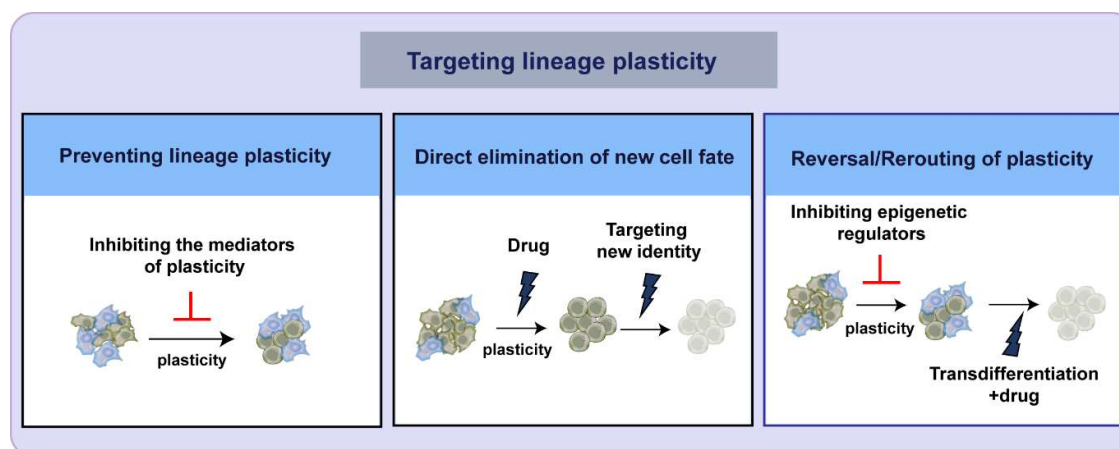 Targeting lineage plasticity
Preventing lineage plasticity
Inhibiting the mediators
of plasticity
plasticity
Direct elimination of new cell fate
Drug
Targeting
new identity
plasticity
Reversal/Rerouting of plasticity
Inhibiting epigenetic
regulators
plasticity
Transdifferentiation
+drug